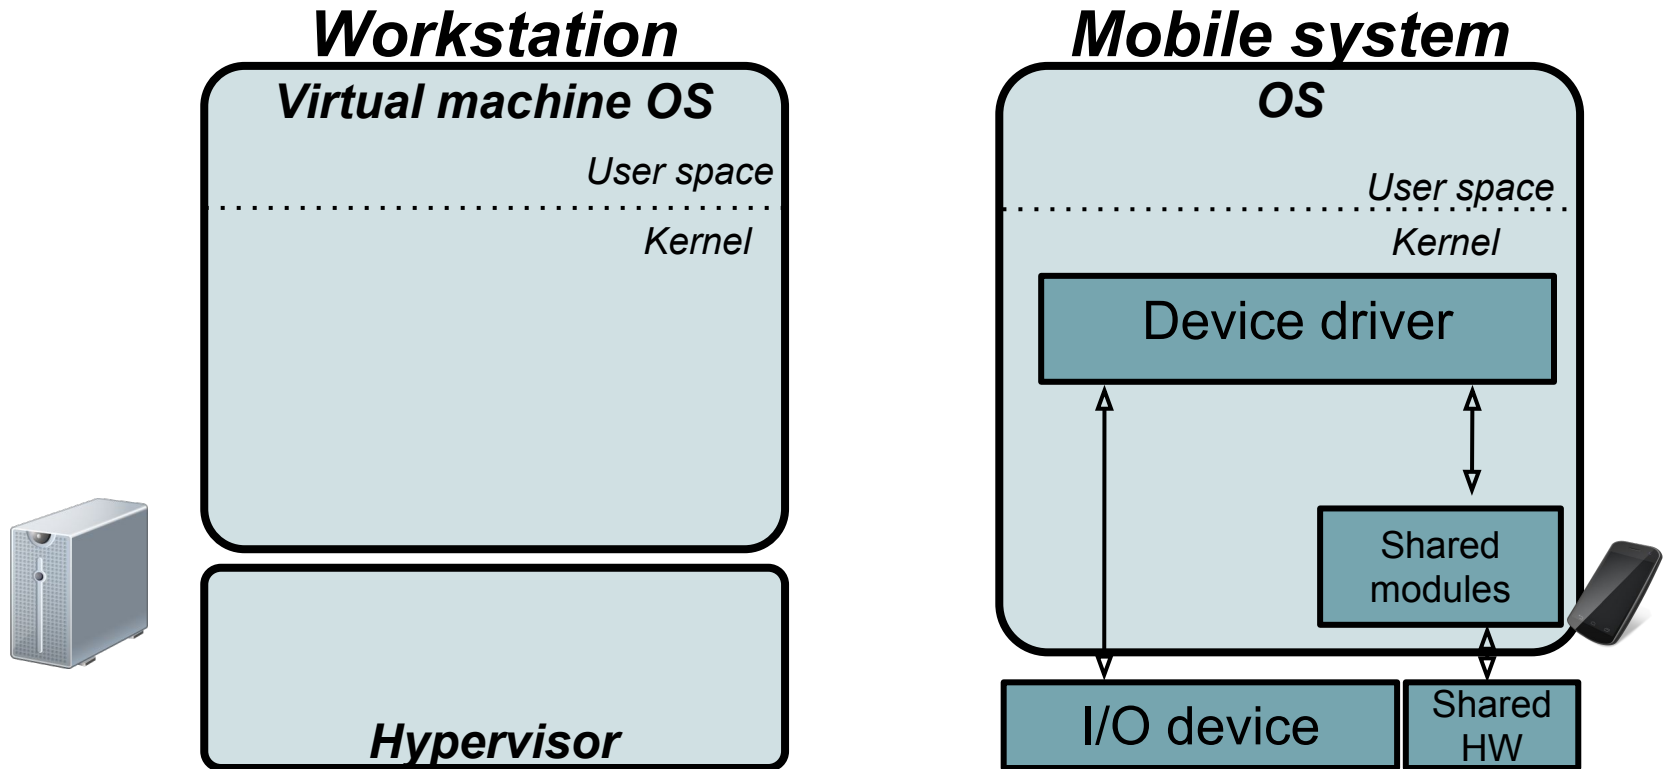 Workstation
Virtual machine OS
User space
Kernel
Hypervisor
Mobile system
OS
User space
Kernel
Device driver
Shared
modules
I/O device
Shared
HW